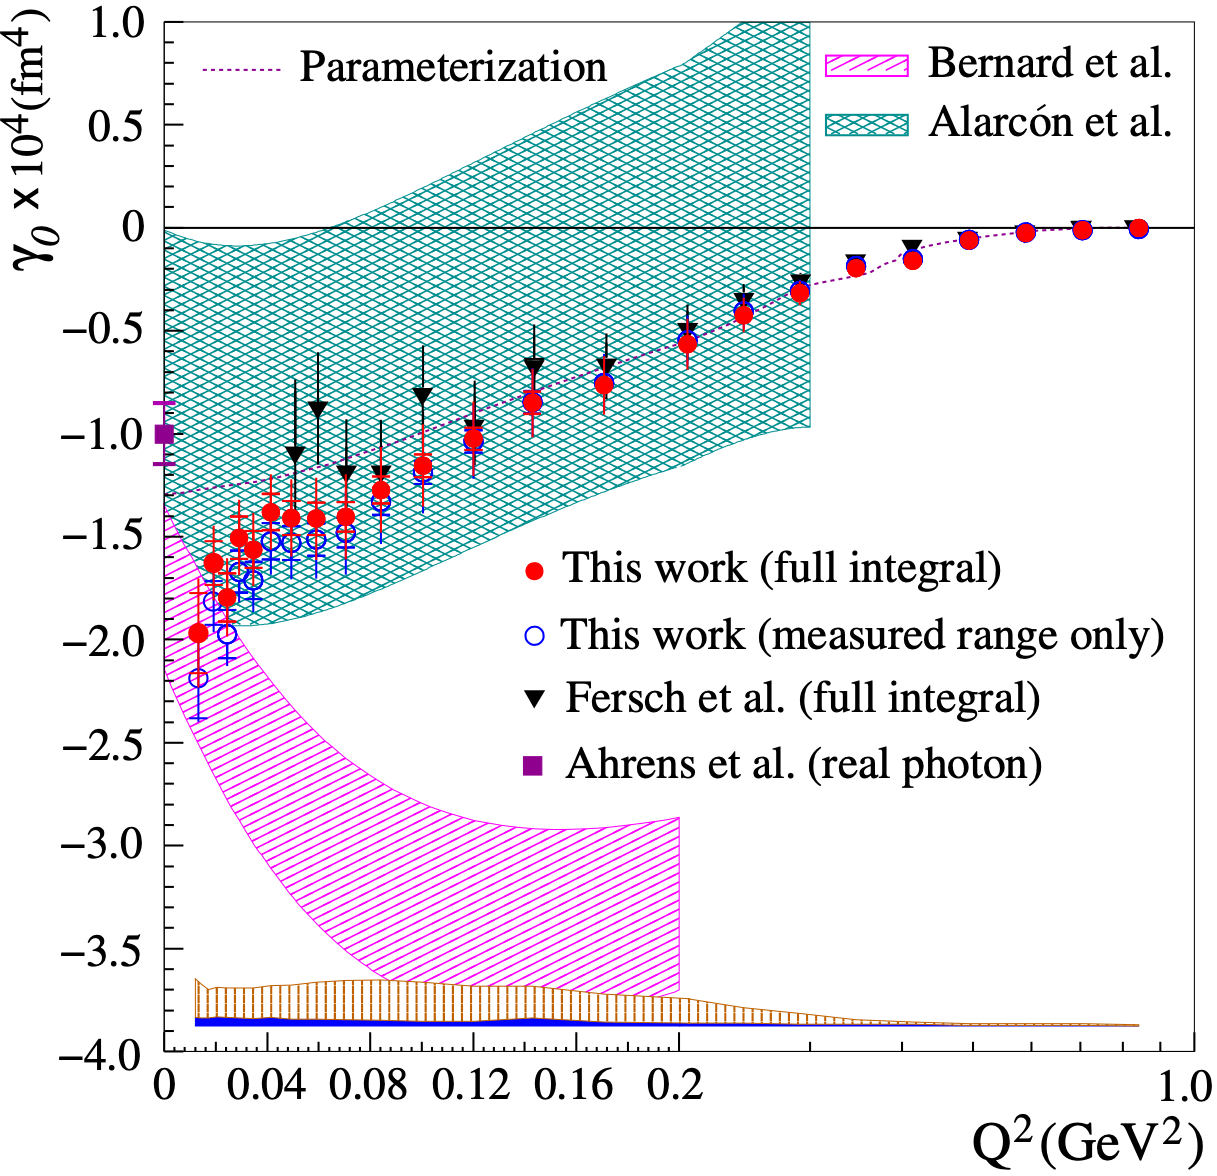 γ₀ x10⁴(fm⁴)
1.0
0.5
0
−0.5
−1.0
−1.5
−2.0
−2.5
−3.0
−3.5
−4.0
Parameterization
Bernard et al.
Alarcón et al.
This work (full integral)
This work (measured range only)
Fersch et al. (full integral)
Ahrens et al. (real photon)
0 0.04 0.08 0.12 0.16 0.2 1.0
Q²(GeV²)